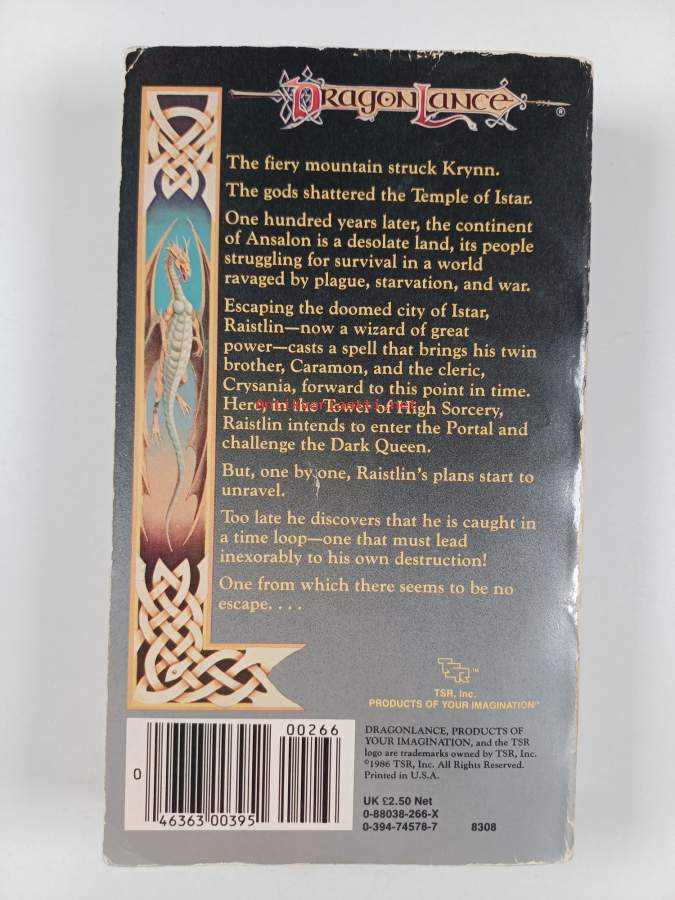 DRAGONLANCE
®
The fiery mountain struck Krynn.
The gods shattered the Temple of Istar.
One hundred years later, the continent
of Ansalon is a desolate land, its people
struggling for survival in a world
ravaged by plague, starvation, and war.
Escaping the doomed city of Istar,
Raistlin—now a wizard of great
power—casts a spell that brings his twin
brother, Caramon, and the cleric,
Crysania, forward to this point in time.
Here, in the Tower of High Sorcery,
antikvariaatti.net
Raistlin intends to enter the Portal and
challenge the Dark Queen.
But, one by one, Raistlin's plans start to
unravel.
Too late he discovers that he is caught in
a time loop—one that must lead
inexorably to his own destruction!
One from which there seems to be no
escape. . . .
TSR™
TSR, Inc.
PRODUCTS OF YOUR IMAGINATION™
00266
0
46363 00395
DRAGONLANCE, PRODUCTS OF
YOUR IMAGINATION, and the TSR
logo are trademarks owned by TSR, Inc.
©1986 TSR, Inc. All Rights Reserved.
Printed in U.S.A.
UK £2.50 Net
0-88038-266-X
0-394-74578-7 8308